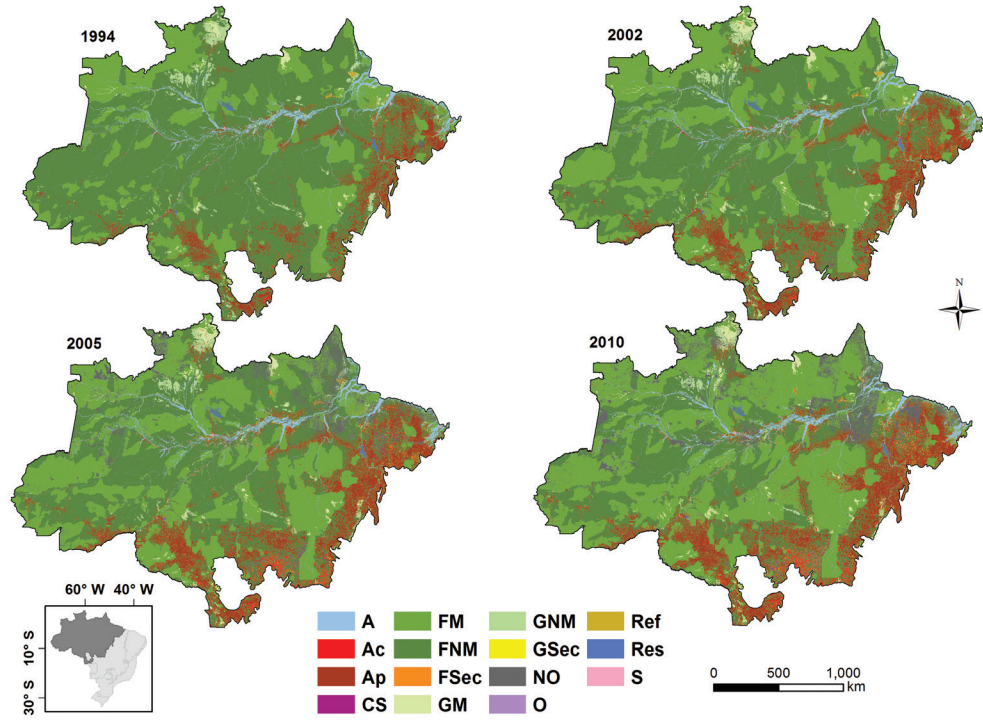 1994
2002
N
2005
2010
60° W 40° W
10° S
30° S
A FM GNM Ref
Ac FNM GSec Res
Ap FSec NO S
CS GM O
0 500 1,000
km